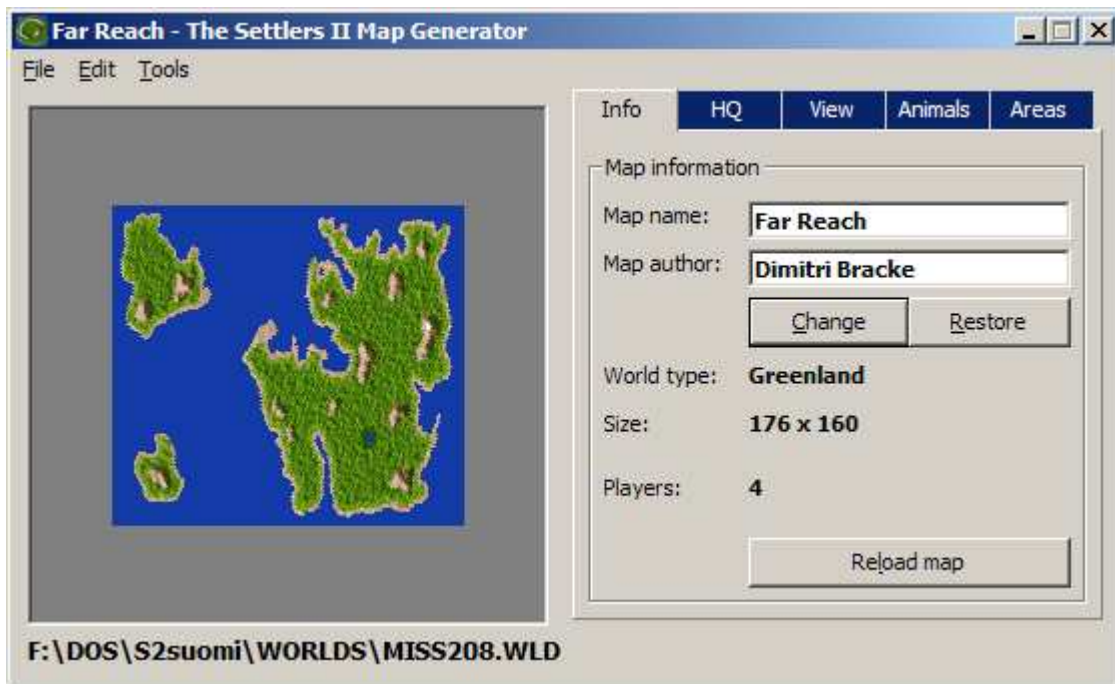 Far Reach - The Settlers II Map Generator
File Edit Tools
Info HQ View Animals Areas
Map information
Map name: Far Reach
Map author: Dimitri Bracke
Change Restore
World type: Greenland
Size: 176 x 160
Players: 4
Reload map
F:\DOS\S2suomi\WORLDS\MISS208.WLD